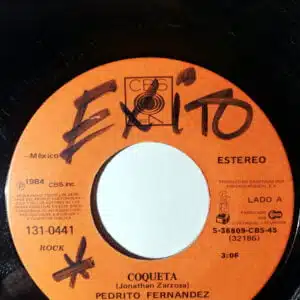 CBS
EXITO
-México-
ESTEREO
℗ 1984 CBS. Inc
LADO A
S-36809-CBS-45
(32186)
131-0441
ROCK
3:06
COQUETA
(Jonathan Zarzosa)
PEDRITO FERNANDEZ